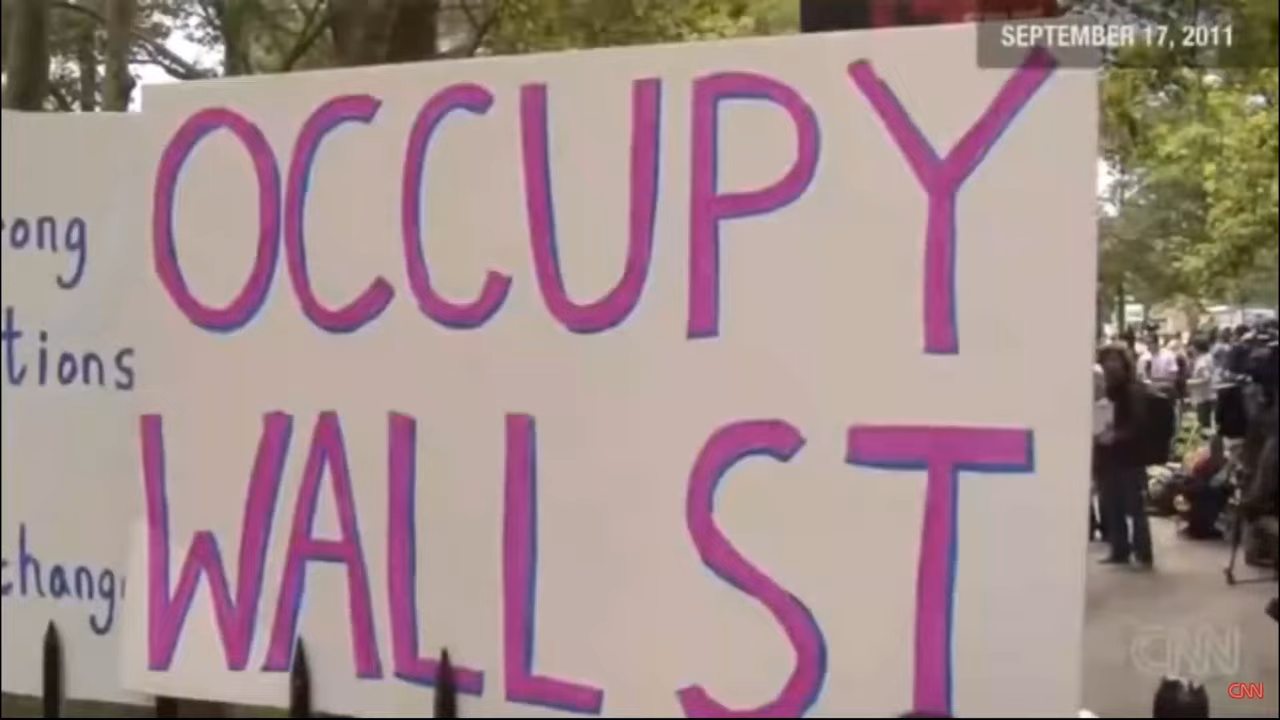 SEPTEMBER 17, 2011
OCCUPY
WALL ST
ong
tions
chang
CNN
CNN